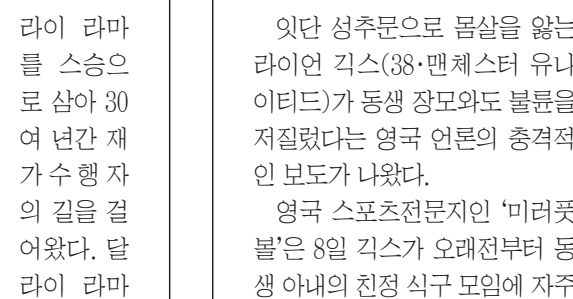 라이 라마
를 스승으
로 삼아 30
여 년간 재
가 수 행 자
의 길을 걸
어왔다. 달
라이 라마
잇단 성추문으로 몸살을 앓는
라이언 긱스(38·맨체스터 유나
이티드)가 동생 장모와도 불륜을
저질렀다는 영국 언론의 충격적
인 보도가 나왔다.
영국 스포츠전문지인 ‘미러풋
볼’은 8일 긱스가 오래전부터 동
생 아내의 친정 식구 모임에 자주